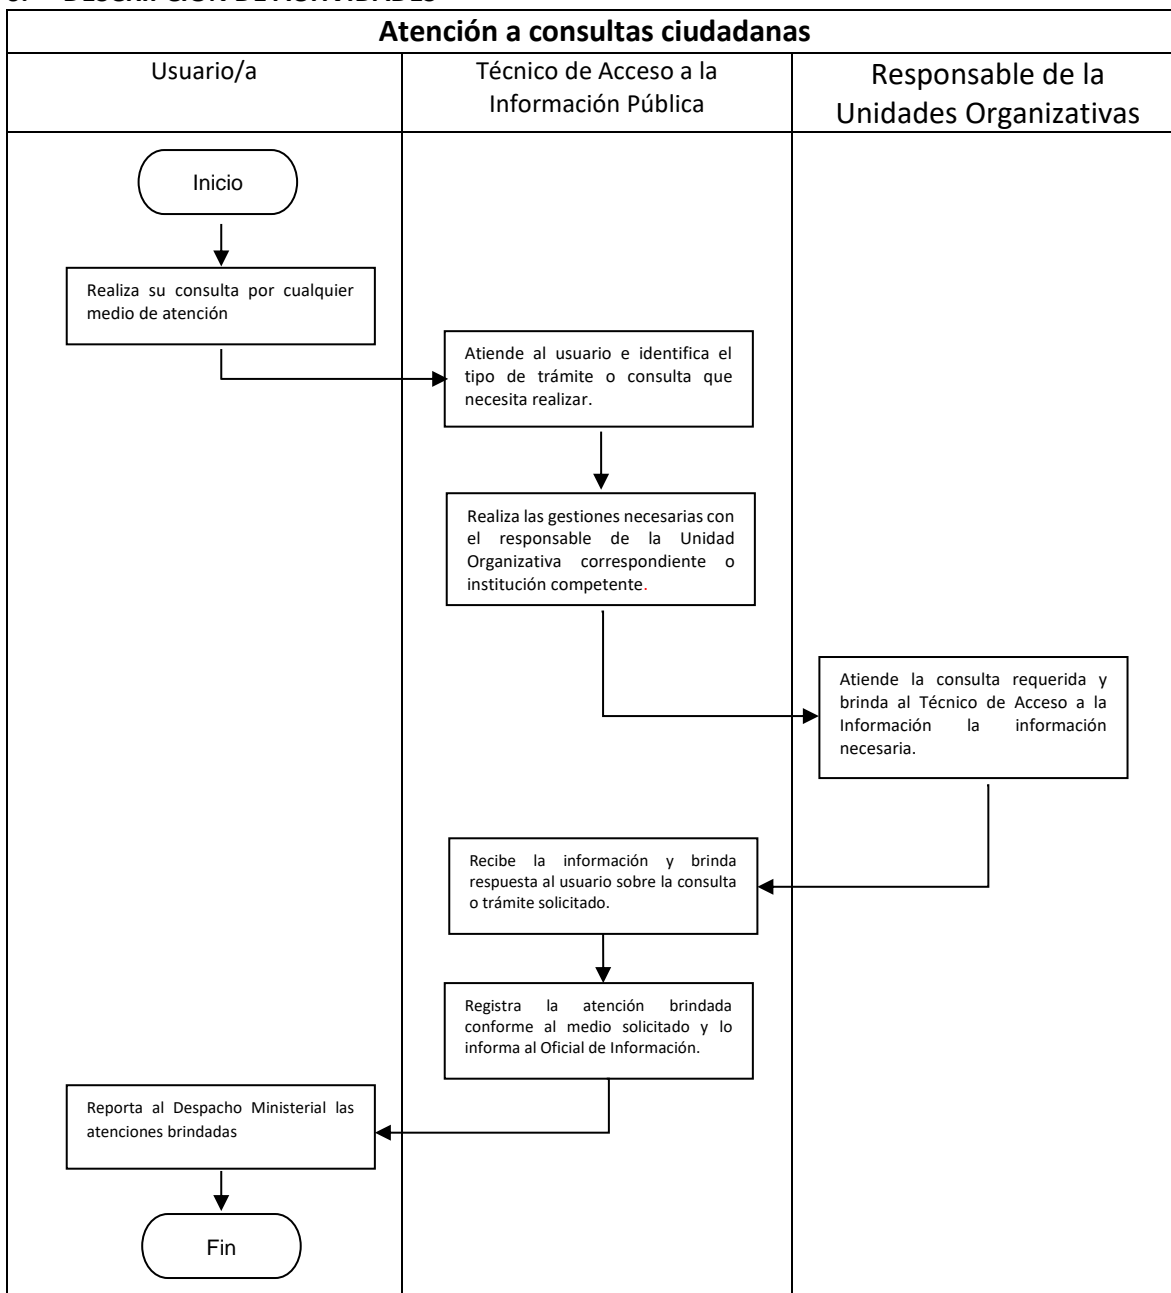 Atención a consultas ciudadanas
Usuario/a
Técnico de Acceso a la
Información Pública
Responsable de la
Unidades Organizativas
Inicio
Realiza su consulta por cualquier
medio de atención
Atiende al usuario e identifica el
tipo de trámite o consulta que
necesita realizar.
Realiza las gestiones necesarias con
el responsable de la Unidad
Organizativa correspondiente o
institución competente.
Atiende la consulta requerida y
brinda al Técnico de Acceso a la
Información la información
necesaria.
Recibe la información y brinda
respuesta al usuario sobre la consulta
o trámite solicitado.
Registra la atención brindada
conforme al medio solicitado y lo
informa al Oficial de Información.
Reporta al Despacho Ministerial las
atenciones brindadas
Fin